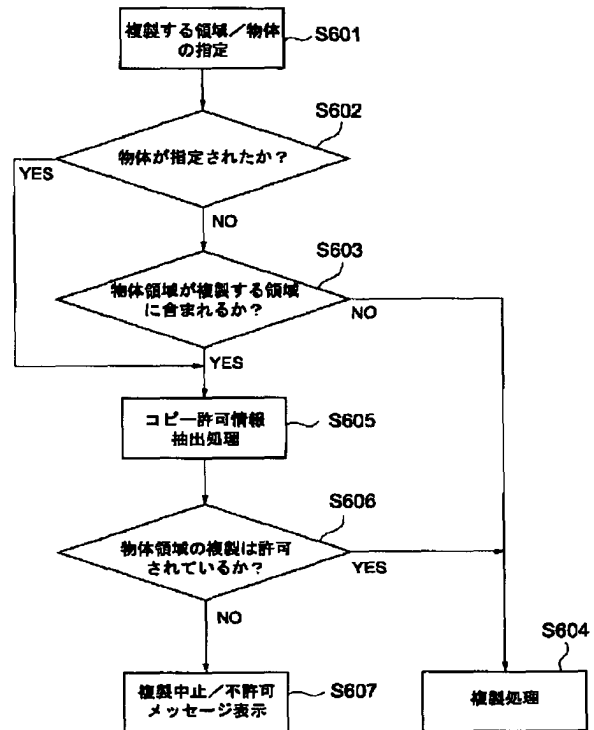 複製する領域／物体
の指定
S601
S602
物体が指定されたか？
YES
NO
S603
物体領域が複製する領域
に含まれるか？
NO
YES
コピー許可情報
抽出処理
S605
S606
物体領域の複製は許可
されているか？
YES
NO
S604
複製中止／不許可
メッセージ表示
S607
複製処理